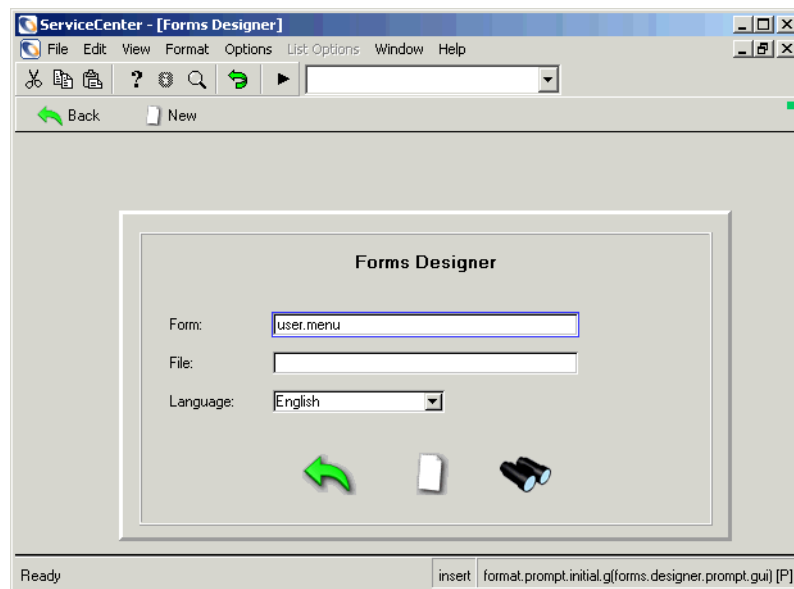 ServiceCenter - [Forms Designer]
File Edit View Format Options List Options Window Help
Back New
Forms Designer
Form: user.menu
File:
Language: English
Ready insert format.prompt.initial.g(forms.designer.prompt.gui) [P]